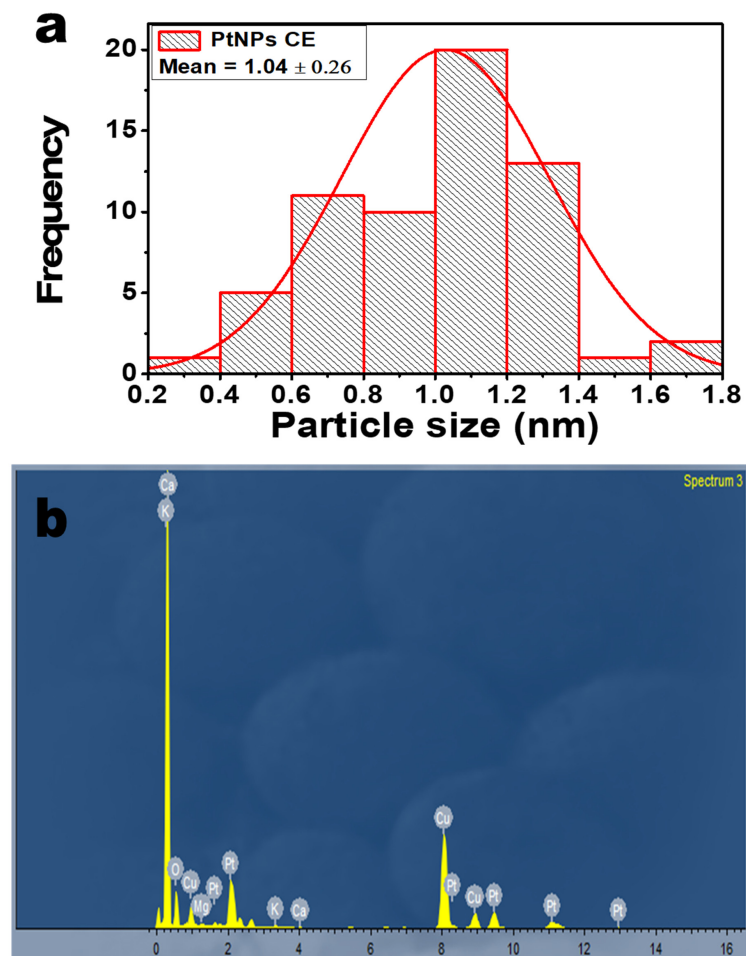 a
PtNPs CE
Mean = 1.04 ± 0.26
Frequency
20
15
10
5
0
0.2 0.4 0.6 0.8 1.0 1.2 1.4 1.6 1.8
Particle size (nm)
b
Spectrum 3
Ca
K
O
Cu
Mg
Pt
Pt
K
Ca
Cu
Pt
Cu
Pt
Pt
Pt
0 2 4 6 8 10 12 14 16